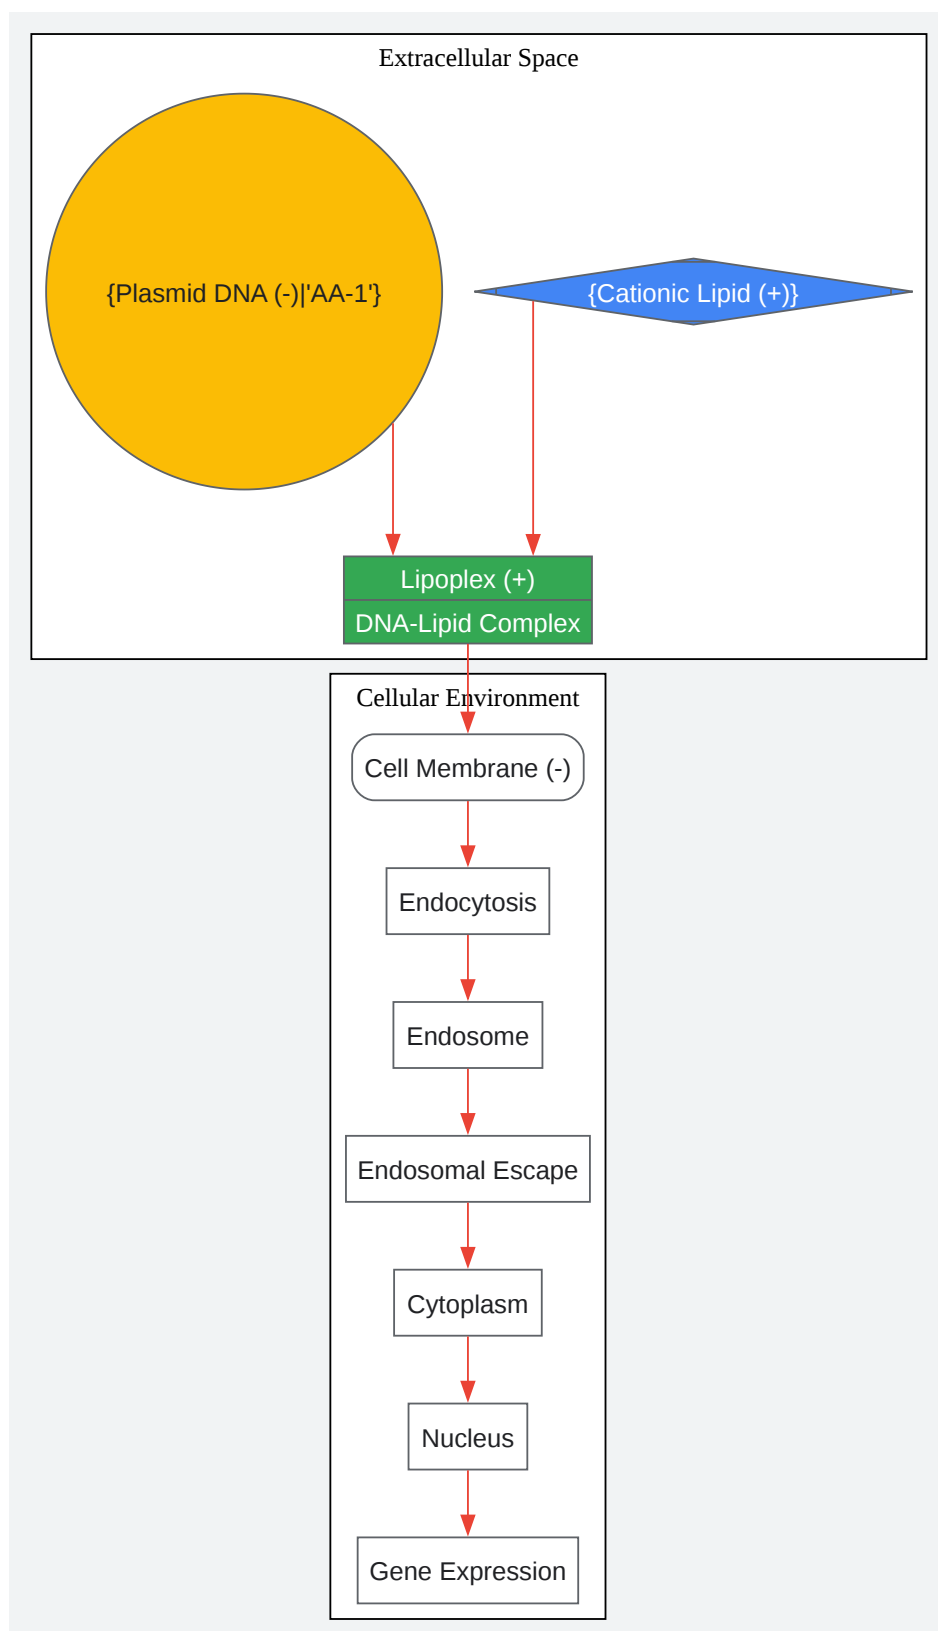 Extracellular Space
{Plasmid DNA (-)|'AA-1'}
{Cationic Lipid (+)}
Lipoplex (+)
DNA-Lipid Complex
Cellular Environment
Cell Membrane (-)
Endocytosis
Endosome
Endosomal Escape
Cytoplasm
Nucleus
Gene Expression